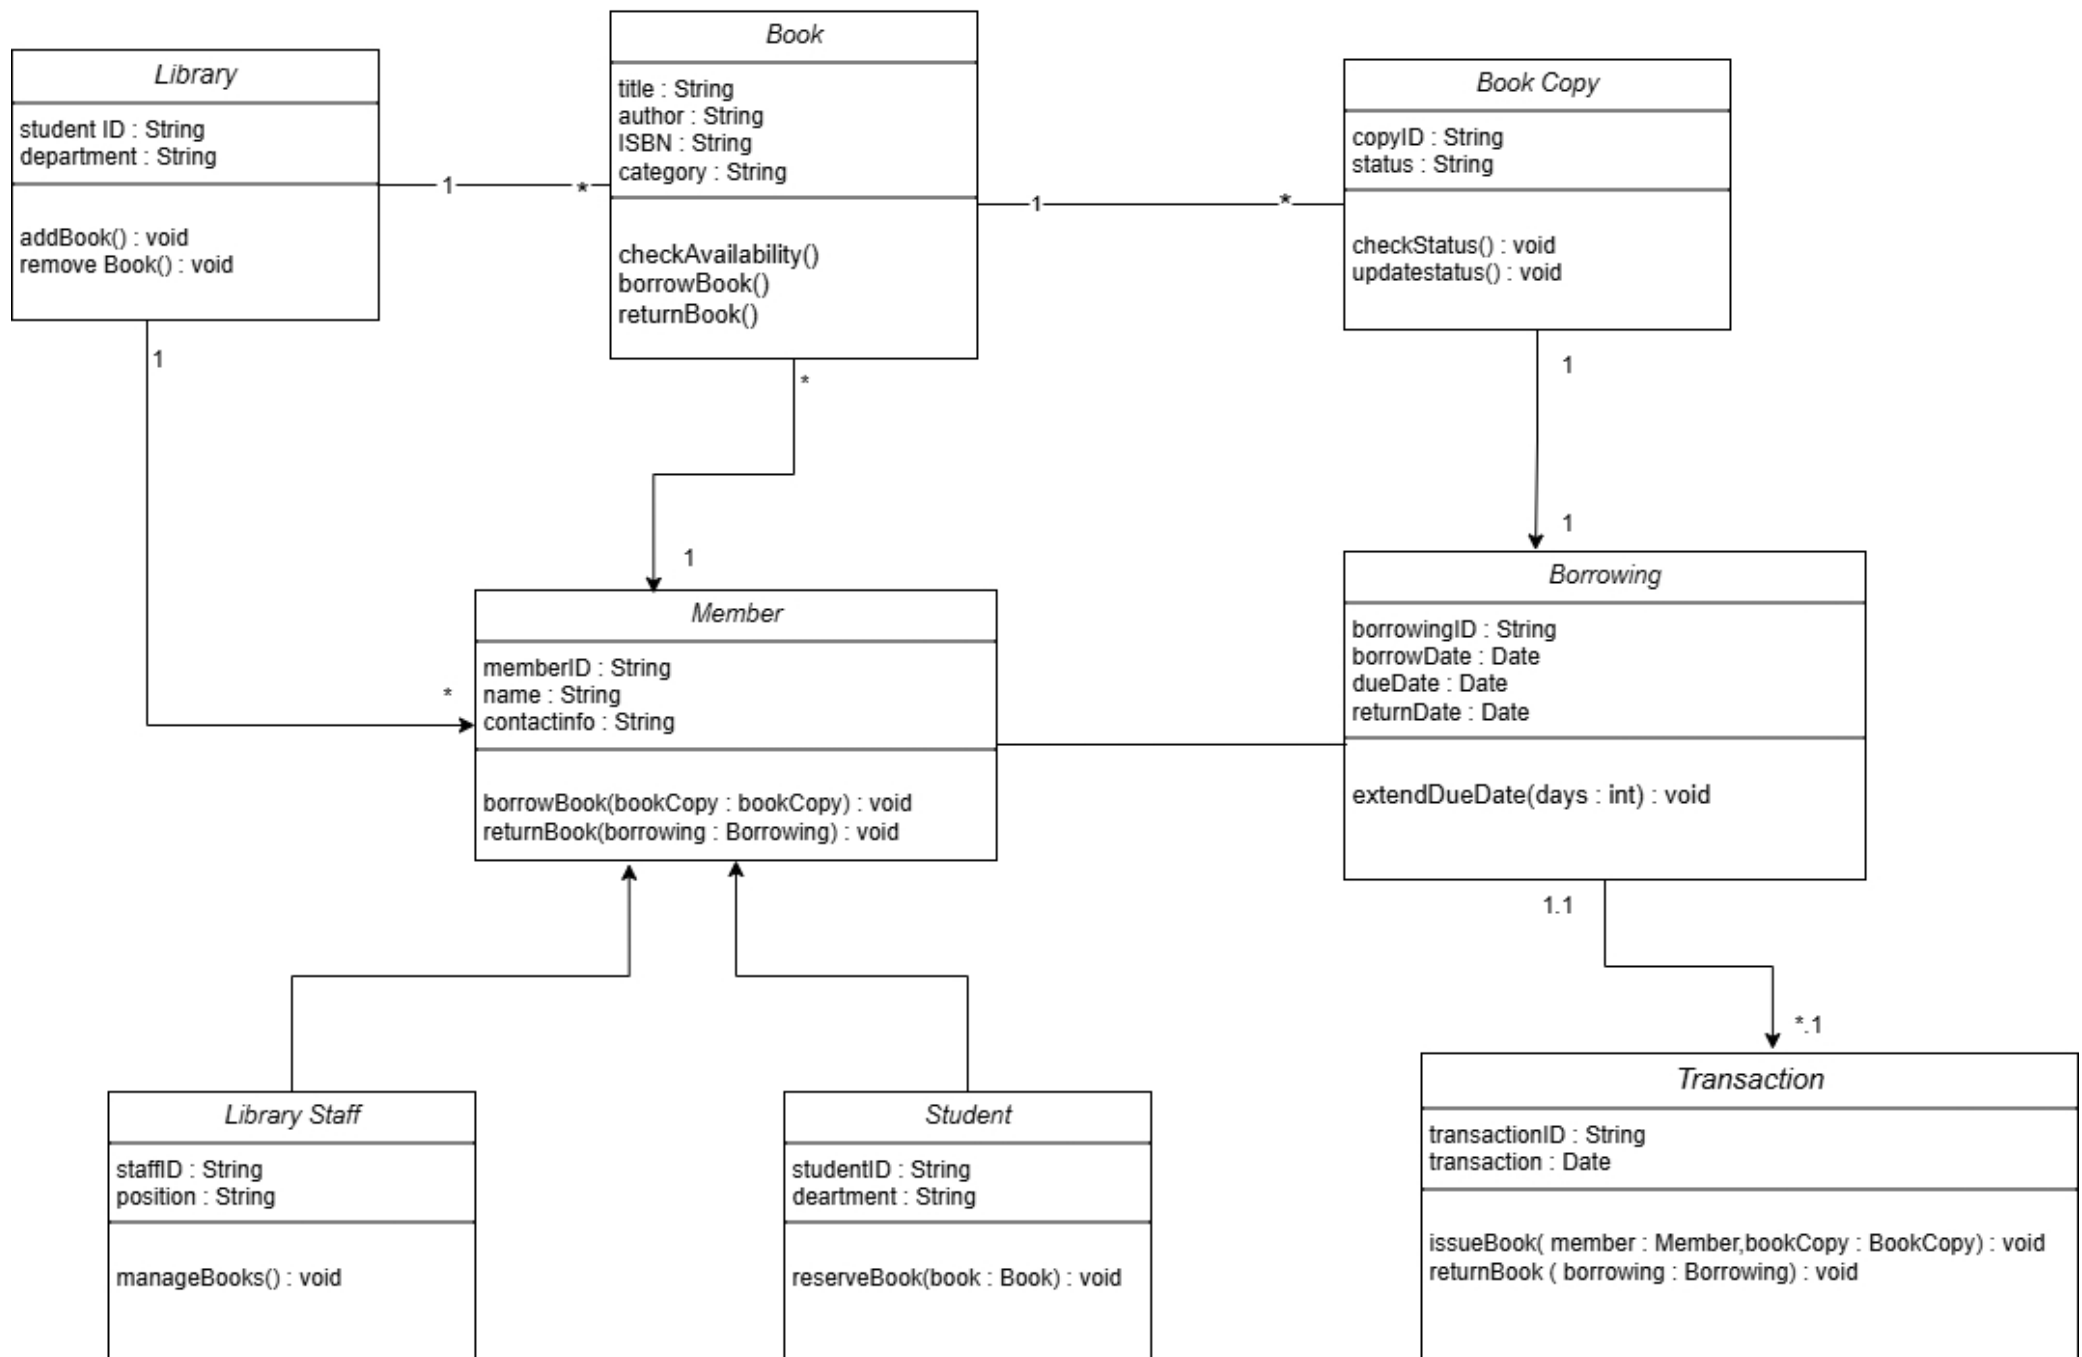 Library
student ID : String
department : String
addBook() : void
remove Book() : void
1
*
Book
title : String
author : String
ISBN : String
category : String
checkAvailability()
borrowBook()
returnBook()
1
*
Book Copy
copyID : String
status : String
checkStatus() : void
updatestatus() : void
1
*
1
*
1
1
1
Member
memberID : String
name : String
contactinfo : String
borrowBook(bookCopy : bookCopy) : void
returnBook(borrowing : Borrowing) : void
*
Borrowing
borrowingID : String
borrowDate : Date
dueDate : Date
returnDate : Date
extendDueDate(days : int) : void
1.1
*.1
Library Staff
staffID : String
position : String
manageBooks() : void
Student
studentID : String
deartment : String
reserveBook(book : Book) : void
Transaction
transactionID : String
transaction : Date
issueBook( member : Member,bookCopy : BookCopy) : void
returnBook ( borrowing : Borrowing) : void